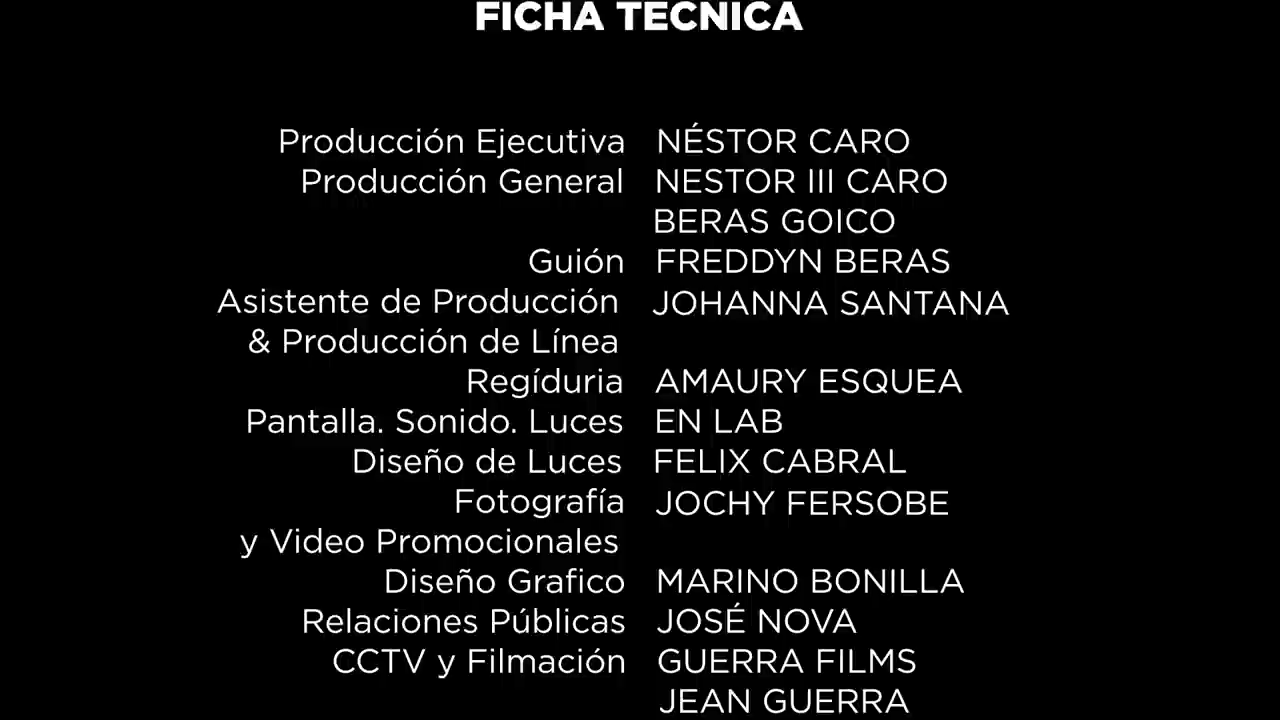 FICHA TECNICA
Producción Ejecutiva NÉSTOR CARO
Producción General NESTOR III CARO
BERAS GOICO
Guión FREDDYN BERAS
Asistente de Producción JOHANNA SANTANA
& Producción de Línea
Regíduria AMAURY ESQUEA
Pantalla. Sonido. Luces EN LAB
Diseño de Luces FELIX CABRAL
Fotografía JOCHY FERSOBE
y Video Promocionales
Diseño Grafico MARINO BONILLA
Relaciones Públicas JOSÉ NOVA
CCTV y Filmación GUERRA FILMS
JEAN GUERRA